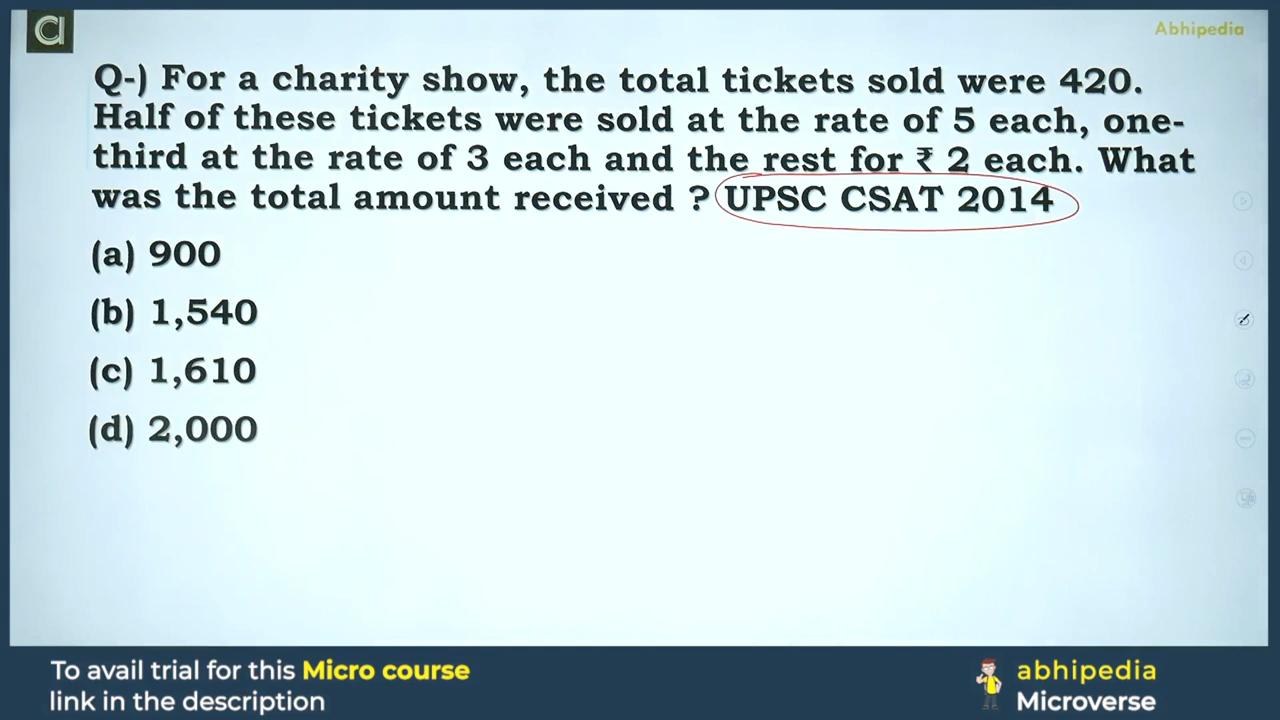 a
Abhipedia
Q-) For a charity show, the total tickets sold were 420.
Half of these tickets were sold at the rate of 5 each, one-
third at the rate of 3 each and the rest for ₹ 2 each. What
was the total amount received ? UPSC CSAT 2014
(a) 900
(b) 1,540
(c) 1,610
(d) 2,000
To avail trial for this Micro course
link in the description
abhipedia
Microverse